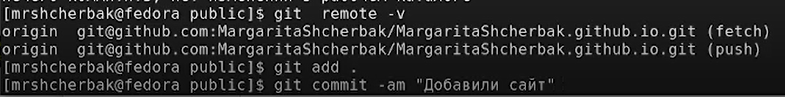 [mrshcherbak@fedora public]$ git  remote -v
origin  git@github.com:MargaritaShcherbak/MargaritaShcherbak.github.io.git (fetch)
origin  git@github.com:MargaritaShcherbak/MargaritaShcherbak.github.io.git (push)
[mrshcherbak@fedora public]$ git add .
[mrshcherbak@fedora public]$ git commit -am "Добавили сайт"